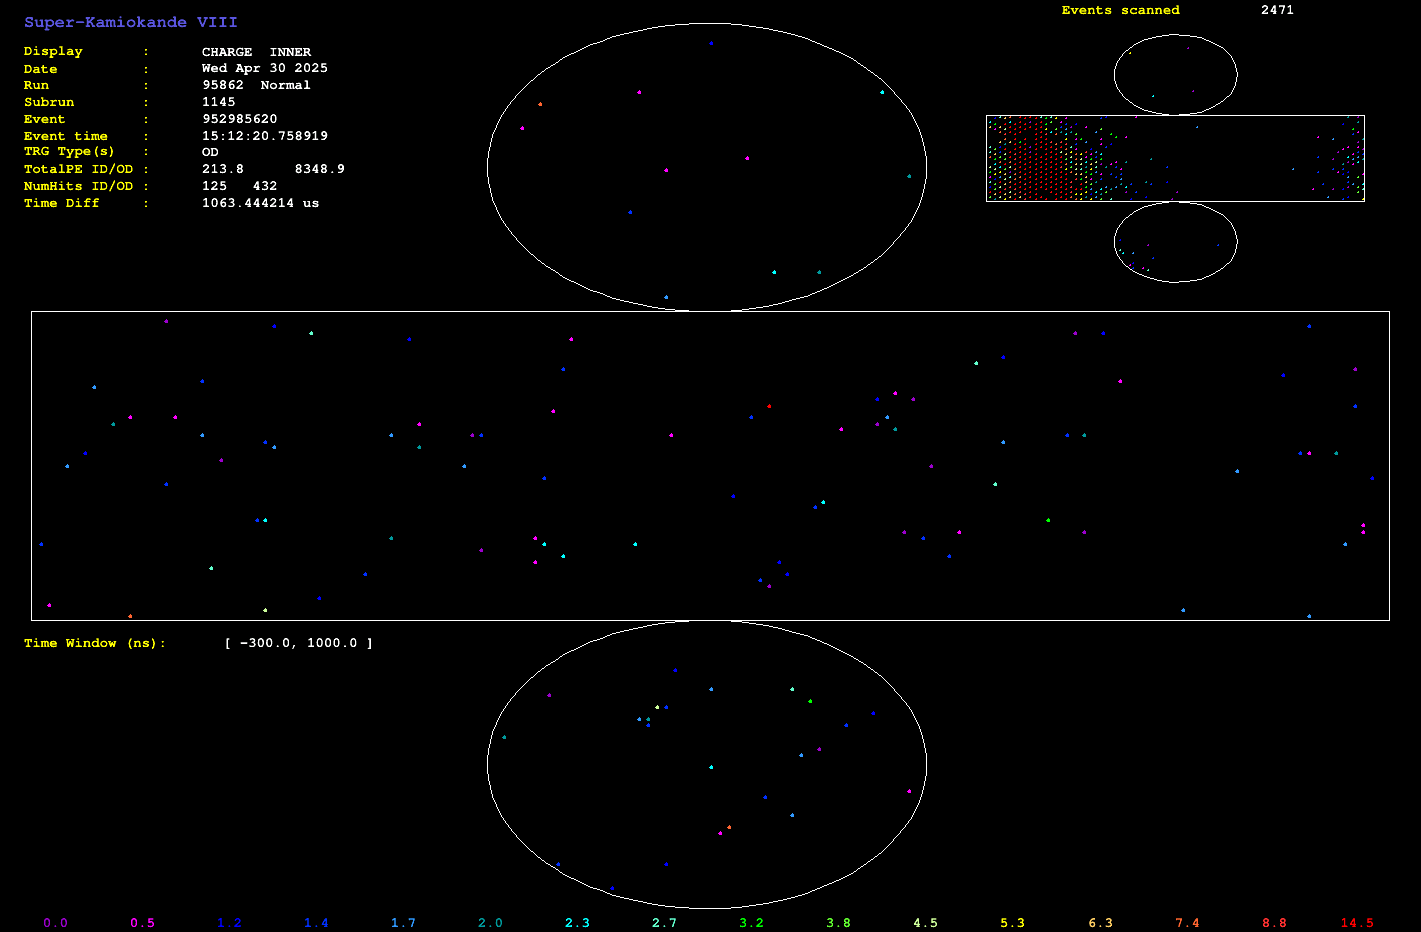 Super-Kamiokande VIII
Events scanned 2471
Display : CHARGE INNER
Date : Wed Apr 30 2025
Run : 95862 Normal
Subrun : 1145
Event : 952985620
Event time : 15:12:20.758919
TRG Type(s) : OD
TotalPE ID/OD : 213.8 8348.9
NumHits ID/OD : 125 432
Time Diff : 1063.444214 us
Time Window (ns): [ -300.0, 1000.0 ]
0.0 0.5 1.2 1.4 1.7 2.0 2.3 2.7 3.2 3.8 4.5 5.3 6.3 7.4 8.8 14.5